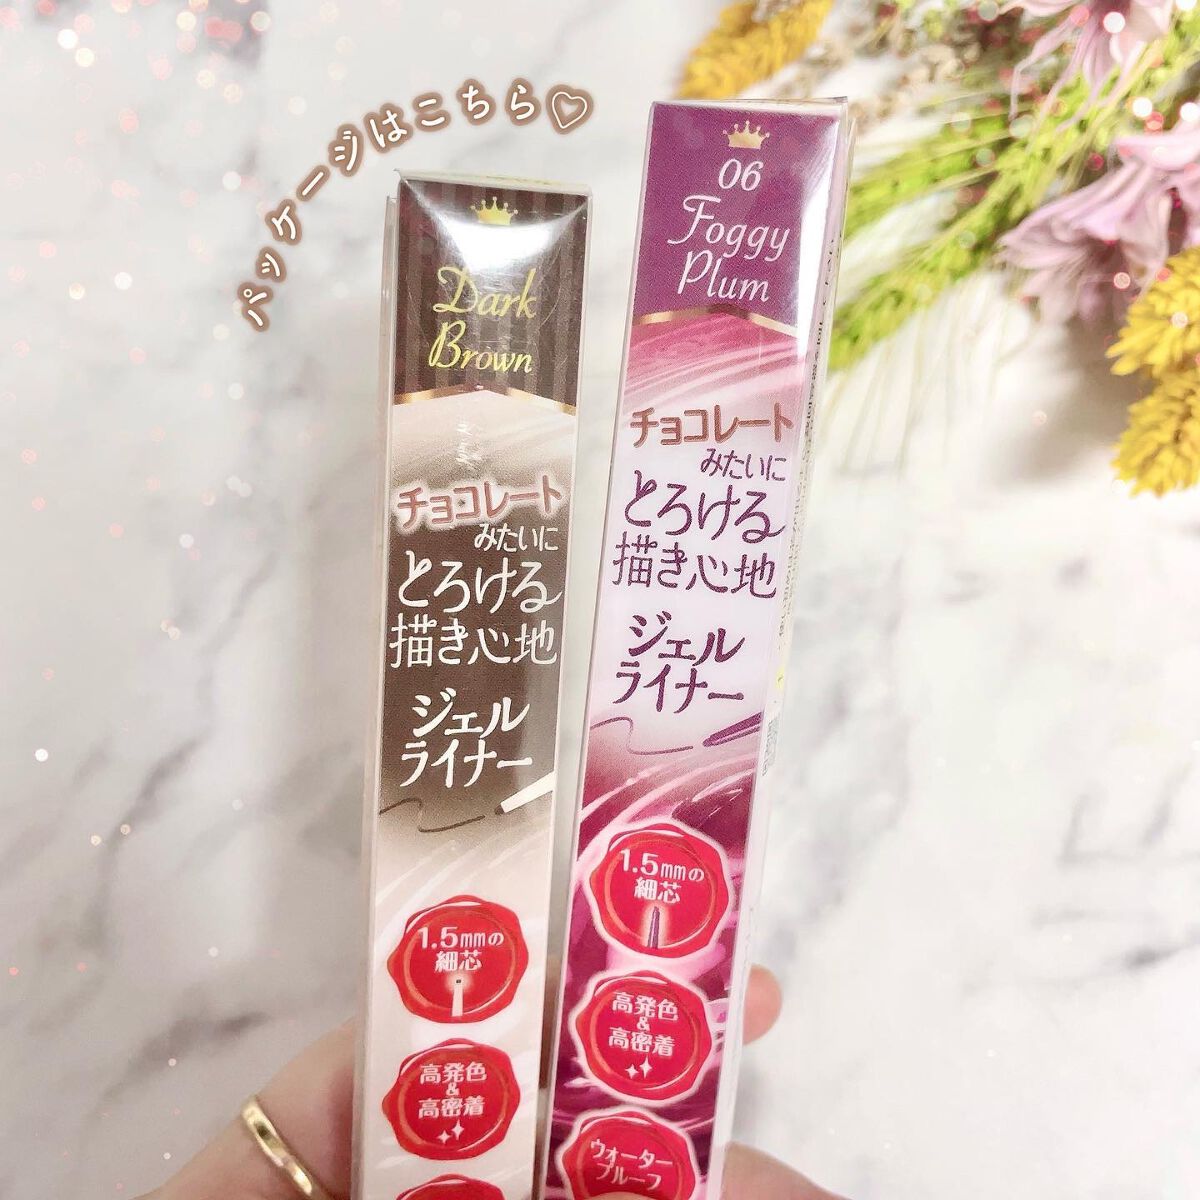 パッケージはこちら♡
Dark
Brown
チョコレート
みたいに
とろける
描き心地
ジェル
ライナー
1.5mmの
細芯
高発色
&
高密着
06
Foggy
Plum
チョコレート
みたいに
とろける
描き心地
ジェル
ライナー
1.5mmの
細芯
高発色
&
高密着
ウォーター
プルーフ